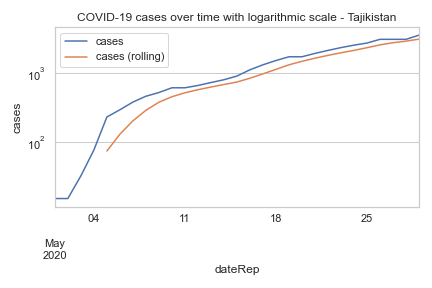 COVID-19 cases over time with logarithmic scale - Tajikistan
cases
cases (rolling)
10³
10²
cases
04
11
18
25
May
2020
dateRep